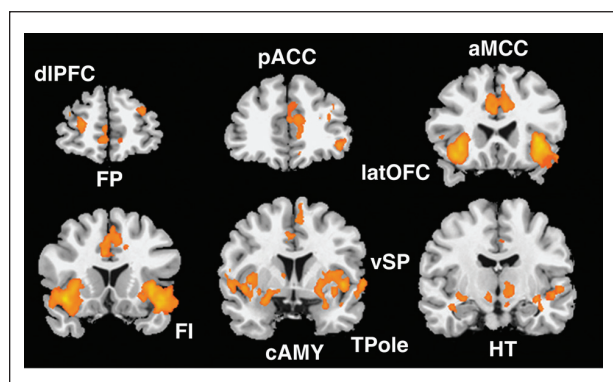 dlPFC
pACC
aMCC
FP
latOFC
FI
cAMY
vSP
TPole
HT